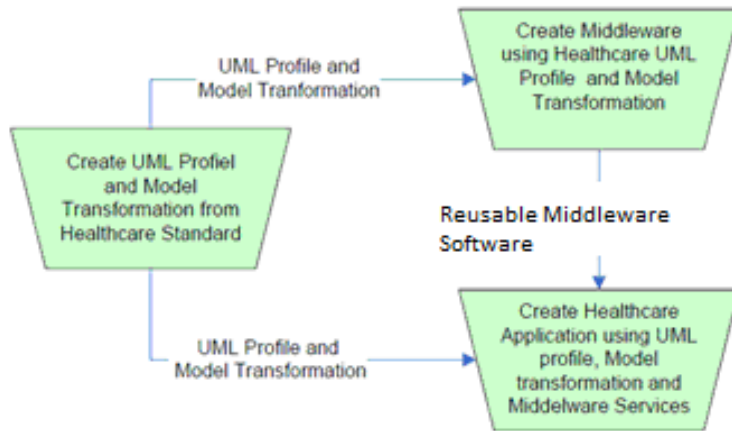 Create Middleware
using Healthcare UML
Profile and Model
Transformation
UML Profile and
Model Tranformation
Create UML Profiel
and Model
Transformation from
Healthcare Standard
Reusable Middleware
Software
UML Profile and
Model Transformation
Create Healthcare
Application using UML
profile, Model
transformation and
Middelware Services